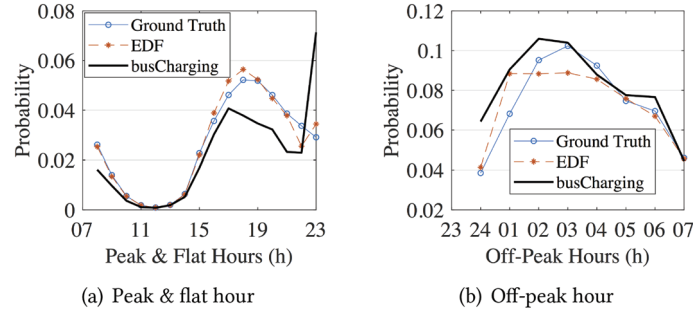 Probability
0.08
0.06
0.04
0.02
0
Ground Truth
EDF
busCharging
07 11 15 19 23
Peak & Flat Hours (h)
(a) Peak & flat hour
Probability
0.12
0.1
0.08
0.06
0.04
0.02
Ground Truth
EDF
busCharging
23 24 01 02 03 04 05 06 07
Off-Peak Hours (h)
(b) Off-peak hour